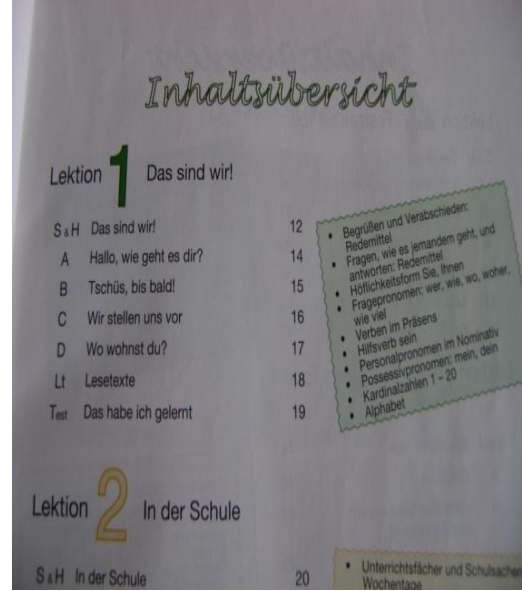 Inhaltsübersicht
Lektion 1 Das sind wir!
S & H Das sind wir! 12
A Hallo, wie geht es dir? 14
B Tschüs, bis bald! 15
C Wir stellen uns vor 16
D Wo wohnst du? 17
Lt Lesetexte 18
Test Das habe ich gelernt 19
• Begrüßen und Verabschieden:
Redemittel
• Fragen, wie es jemandem geht, und
antworten: Redemittel
• Höflichkeitsform Sie, Ihnen
• Fragepronomen: wer, wie, wo, woher,
wie viel
• Verben im Präsens
• Hilfsverb sein
• Personalpronomen im Nominativ
• Possessivpronomen: mein, dein
• Kardinalzahlen 1 – 20
• Alphabet
Lektion 2 In der Schule
S & H In der Schule 20
• Unterrichtsfächer und Schulsachen
Wochentage